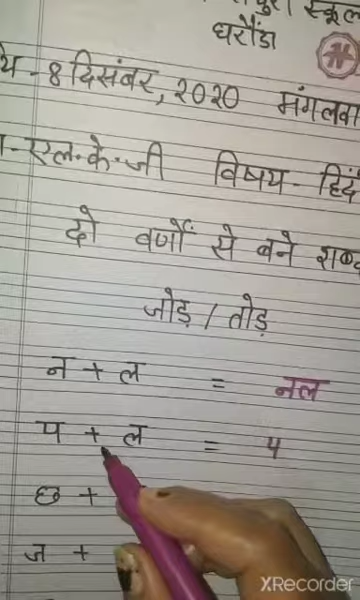 स्कूल
घरौंडा
- 8 दिसंबर, 2020 मंगलवा
- एल. के. जी विषय - हिंदी
दो वर्णों से बने शब्द
जोड़ / तोड़
न + ल = नल
प + ल = प
छ +
ज +
XRecorder